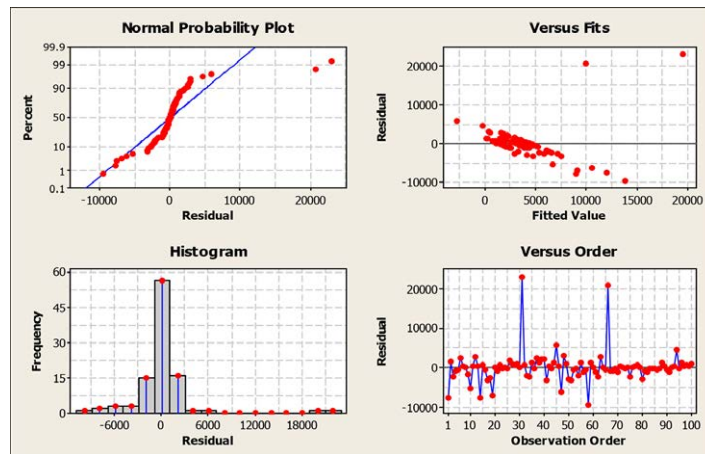 Normal Probability Plot
99.9
99
90
50
10
1
0.1
Percent
-10000 0 10000 20000
Residual
Versus Fits
20000
10000
0
-10000
Residual
0 5000 10000 15000 20000
Fitted Value
Histogram
60
45
30
15
0
Frequency
-6000 0 6000 12000 18000
Residual
Versus Order
20000
10000
0
-10000
Residual
1 10 20 30 40 50 60 70 80 90 100
Observation Order